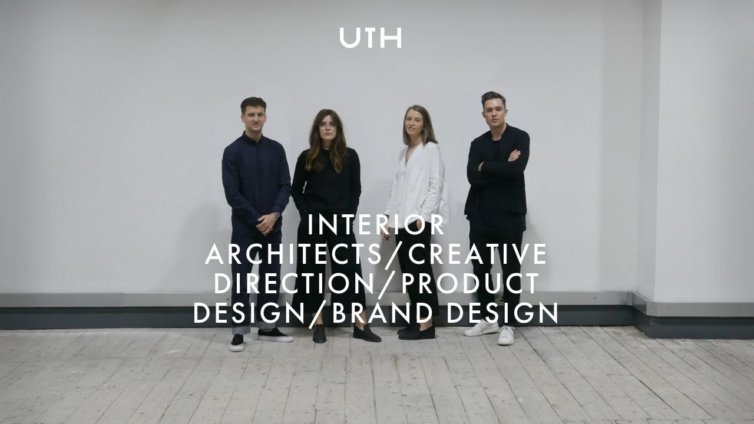 UTH
INTERIOR
ARCHITECTS/CREATIVE
DIRECTION/PRODUCT
DESIGN/BRAND DESIGN